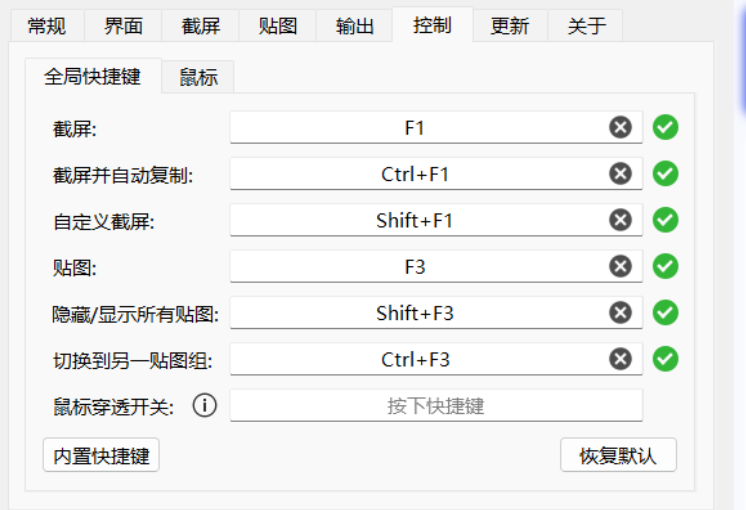 常规 界面 截屏 贴图 输出 控制 更新 关于
全局快捷键 鼠标
截屏: F1
截屏并自动复制: Ctrl+F1
自定义截屏: Shift+F1
贴图: F3
隐藏/显示所有贴图: Shift+F3
切换到另一贴图组: Ctrl+F3
鼠标穿透开关: 按下快捷键
内置快捷键 恢复默认